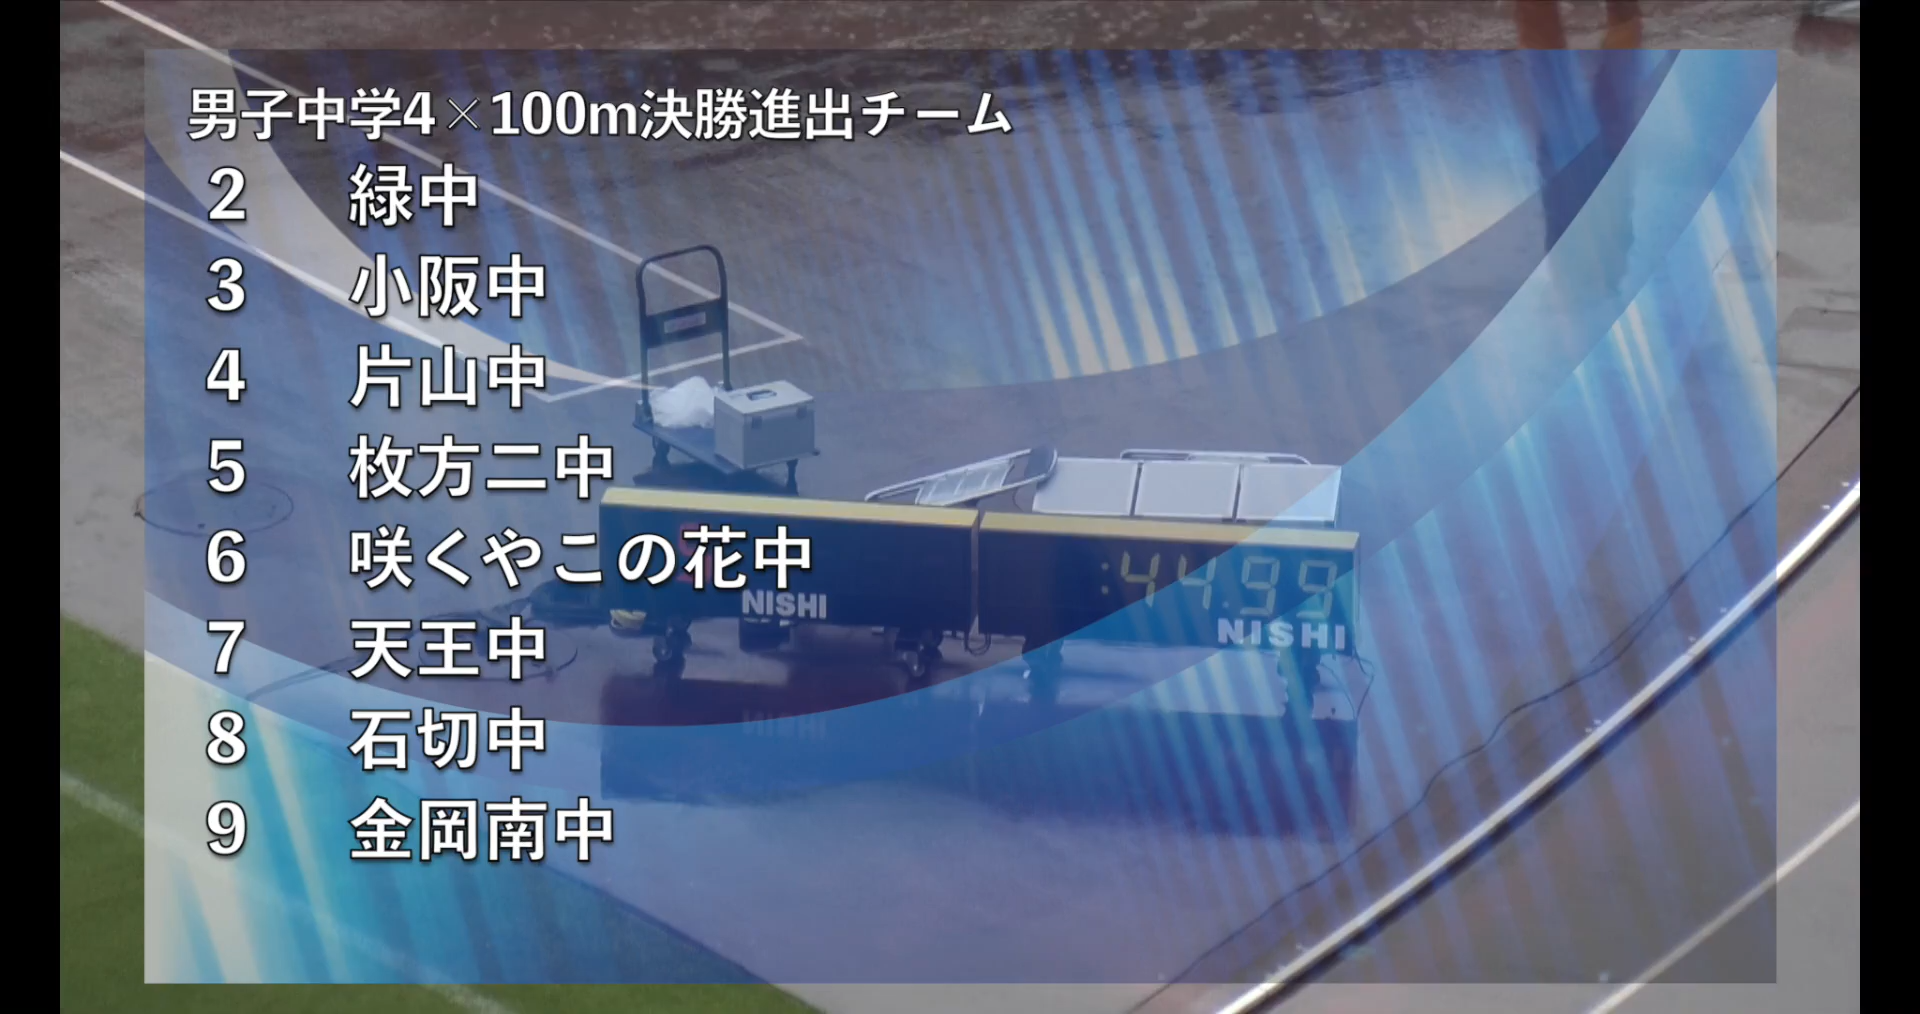 男子中学4×100m決勝進出チーム
2 緑中
3 小阪中
4 片山中
5 枚方二中
6 咲くやこの花中
7 天王中
8 石切中
9 金岡南中
:44.99
NISHI
NISHI